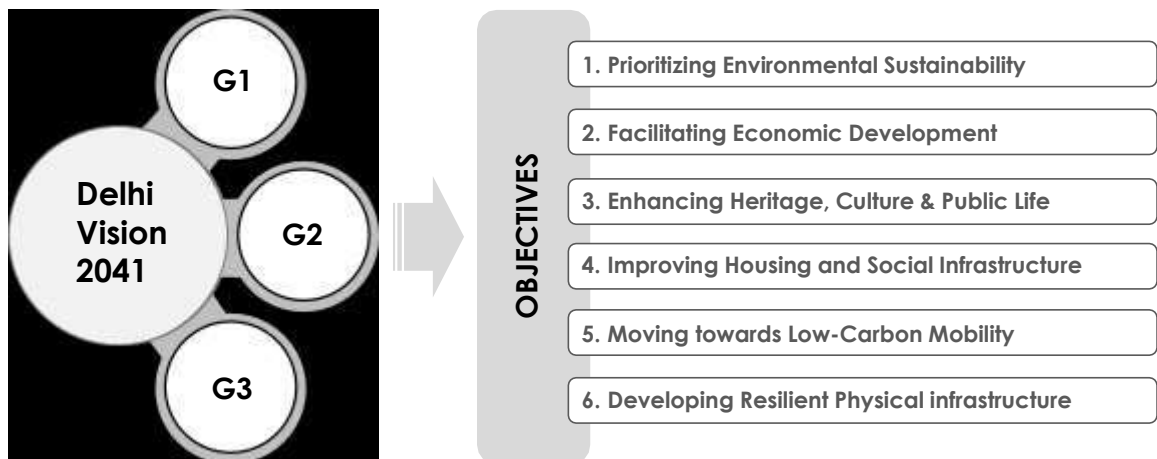 G1
Delhi
Vision
2041
G2
G3
OBJECTIVES
1. Prioritizing Environmental Sustainability
2. Facilitating Economic Development
3. Enhancing Heritage, Culture & Public Life
4. Improving Housing and Social Infrastructure
5. Moving towards Low-Carbon Mobility
6. Developing Resilient Physical infrastructure